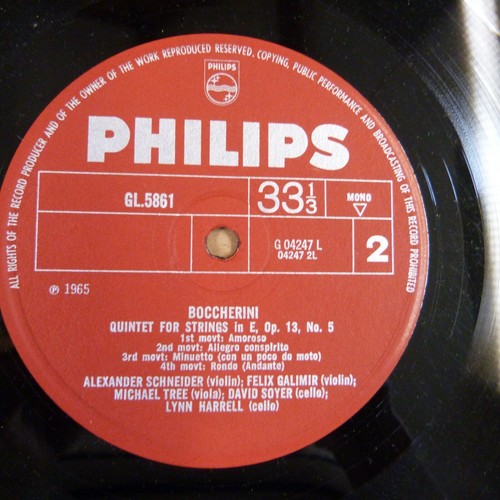 ALL RIGHTS OF THE RECORD PRODUCER AND OF THE OWNER OF THE WORK REPRODUCED RESERVED. COPYING, PUBLIC PERFORMANCE AND BROADCASTING OF THIS RECORD PROHIBITED
PHILIPS
PHILIPS
GL.5861
33 1/3
MONO
G 04247 L
04247 2L
2
℗ 1965
BOCCHERINI
QUINTET FOR STRINGS in E, Op. 13, No. 5
1st movt: Amoroso
2nd movt: Allegro conspirito
3rd movt: Minuetto (con un poco de moto)
4th movt: Rondo (Andante)
ALEXANDER SCHNEIDER (violin); FELIX GALIMIR (violin);
MICHAEL TREE (viola); DAVID SOYER (cello);
LYNN HARRELL (cello)